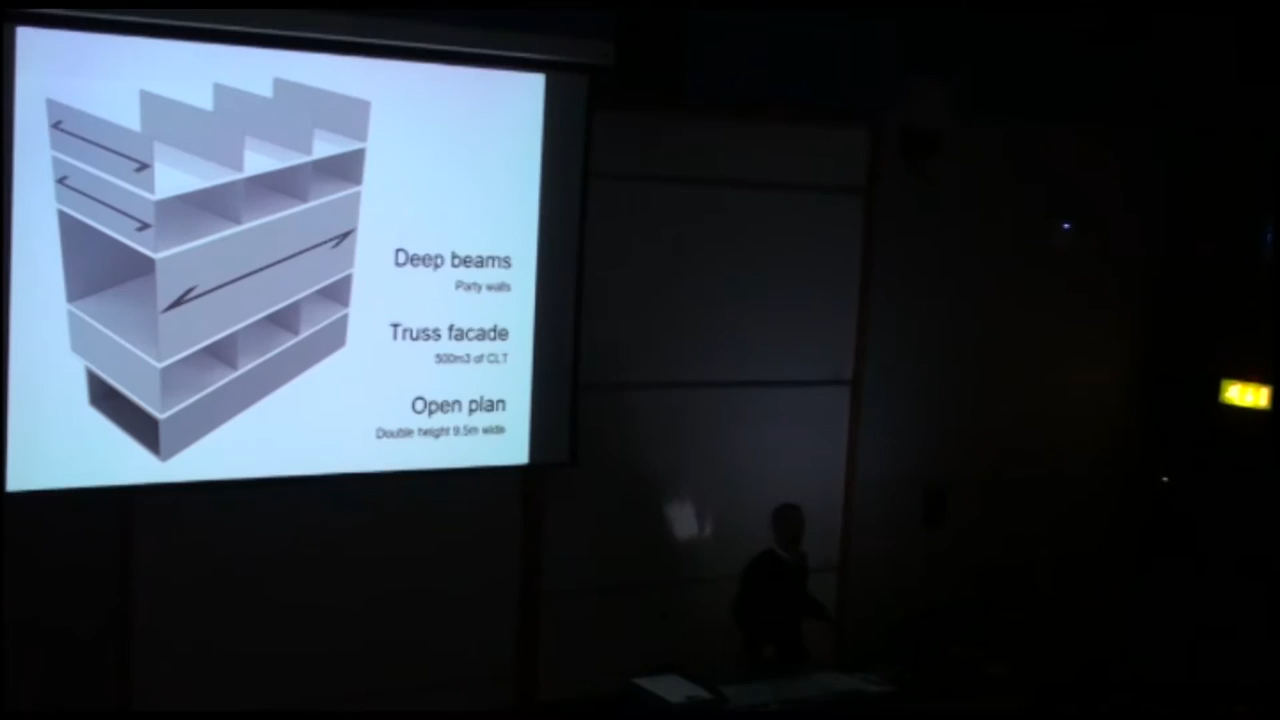 Deep beams
Party walls
Truss facade
500m3 of CLT
Open plan
Double height 9.5m wide